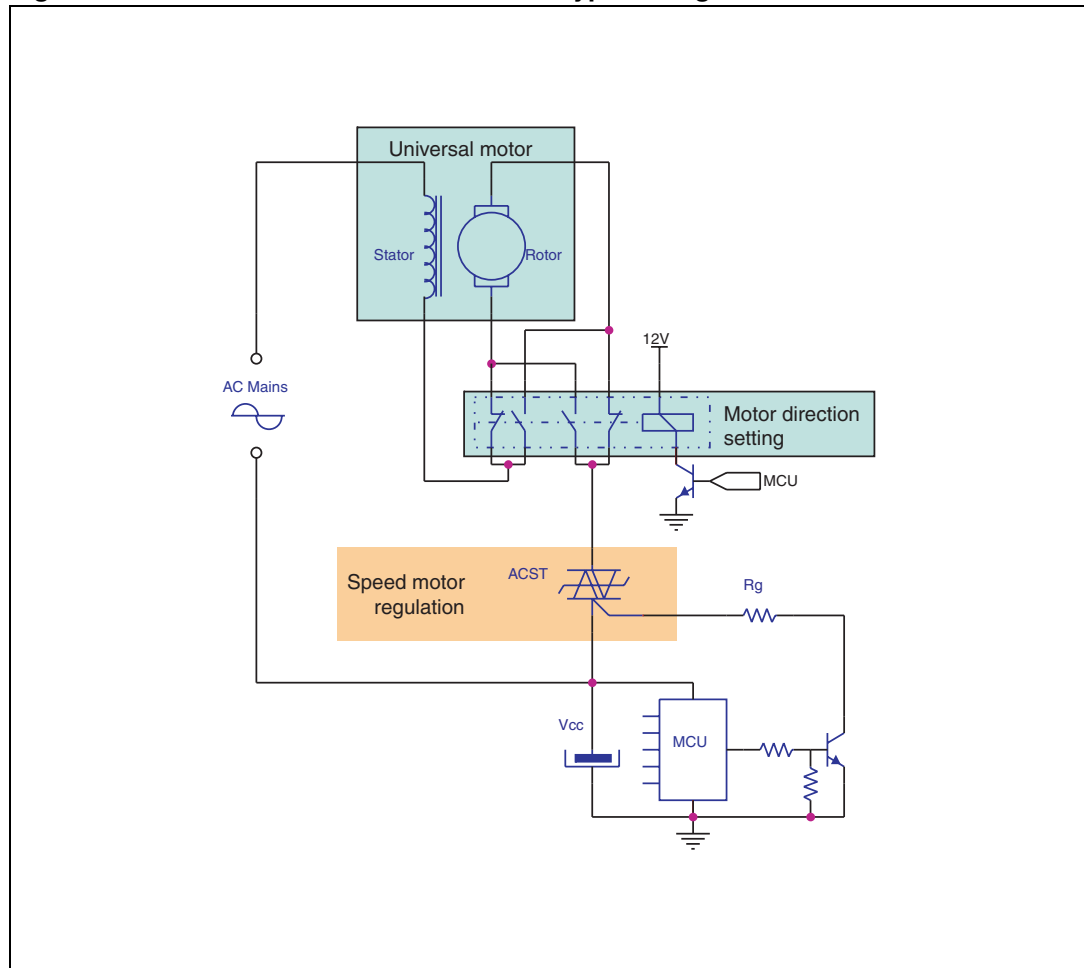 Universal motor
Stator
Rotor
12V
AC Mains
Motor direction
setting
MCU
ACST
Speed motor
regulation
Rg
Vcc
MCU